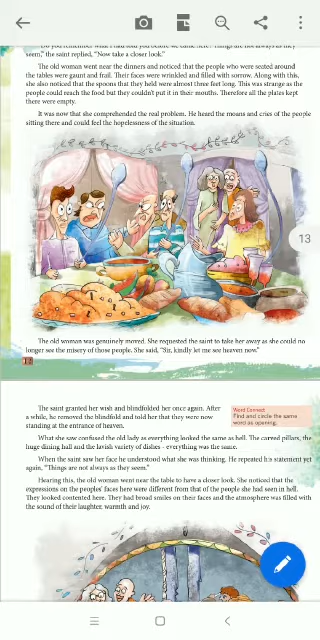 "Do you remember what I had told you before we came here? Things are not always as they
seem," the saint replied, "Now take a closer look."
The old woman went near the dinners and noticed that the people who were seated around
the tables were gaunt and frail. Their faces were wrinkled and filled with sorrow. Along with this,
she also noticed that the spoons that they held were almost three feet long. This was strange as the
people could reach the food but they couldn't put it in their mouths. Therefore all the plates kept
there were empty.
It was now that she comprehended the real problem. He heard the moans and cries of the people
sitting there and could feel the hopelessness of the situation.
13
The old woman was genuinely moved. She requested the saint to take her away as she could no
longer see the misery of those people. She said, "Sir, kindly let me see heaven now."
The saint granted her wish and blindfolded her once again. After
a while, he removed the blindfold and told her that they were now
standing at the entrance of heaven.
Word Connect
Find and circle the same
word as opening.
What she saw confused the old lady as everything looked the same as hell. The carved pillars, the
huge dining hall and the lavish variety of dishes - everything was the same.
When the saint saw her face he understood what she was thinking. He repeated his statement yet
again, "Things are not always as they seem."
Hearing this, the old woman went near the table to have a closer look. She noticed that the
expressions on the peoples' faces here were different from that of the people she had seen in hell.
They looked contented here. They had broad smiles on their faces and the atmosphere was filled with
the sound of their laughter, warmth and joy.